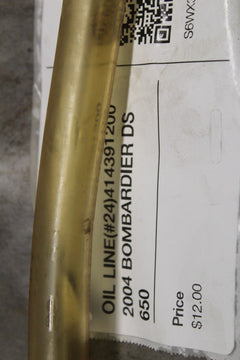 S6WX
OIL LINE(#24)414391200
2004 BOMBARDIER DS
650
Price
$12.00